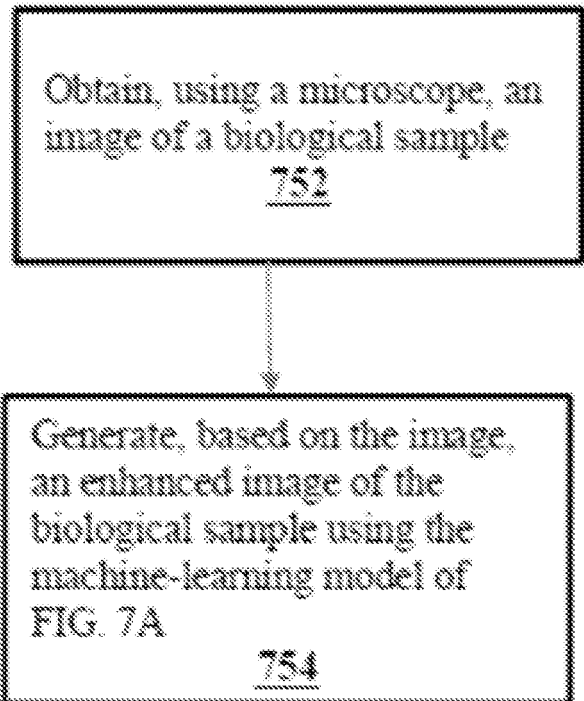 Obtain, using a microscope, an
image of a biological sample
752
Generate, based on the image,
an enhanced image of the
biological sample using the
machine-learning model of
FIG. 7A
754